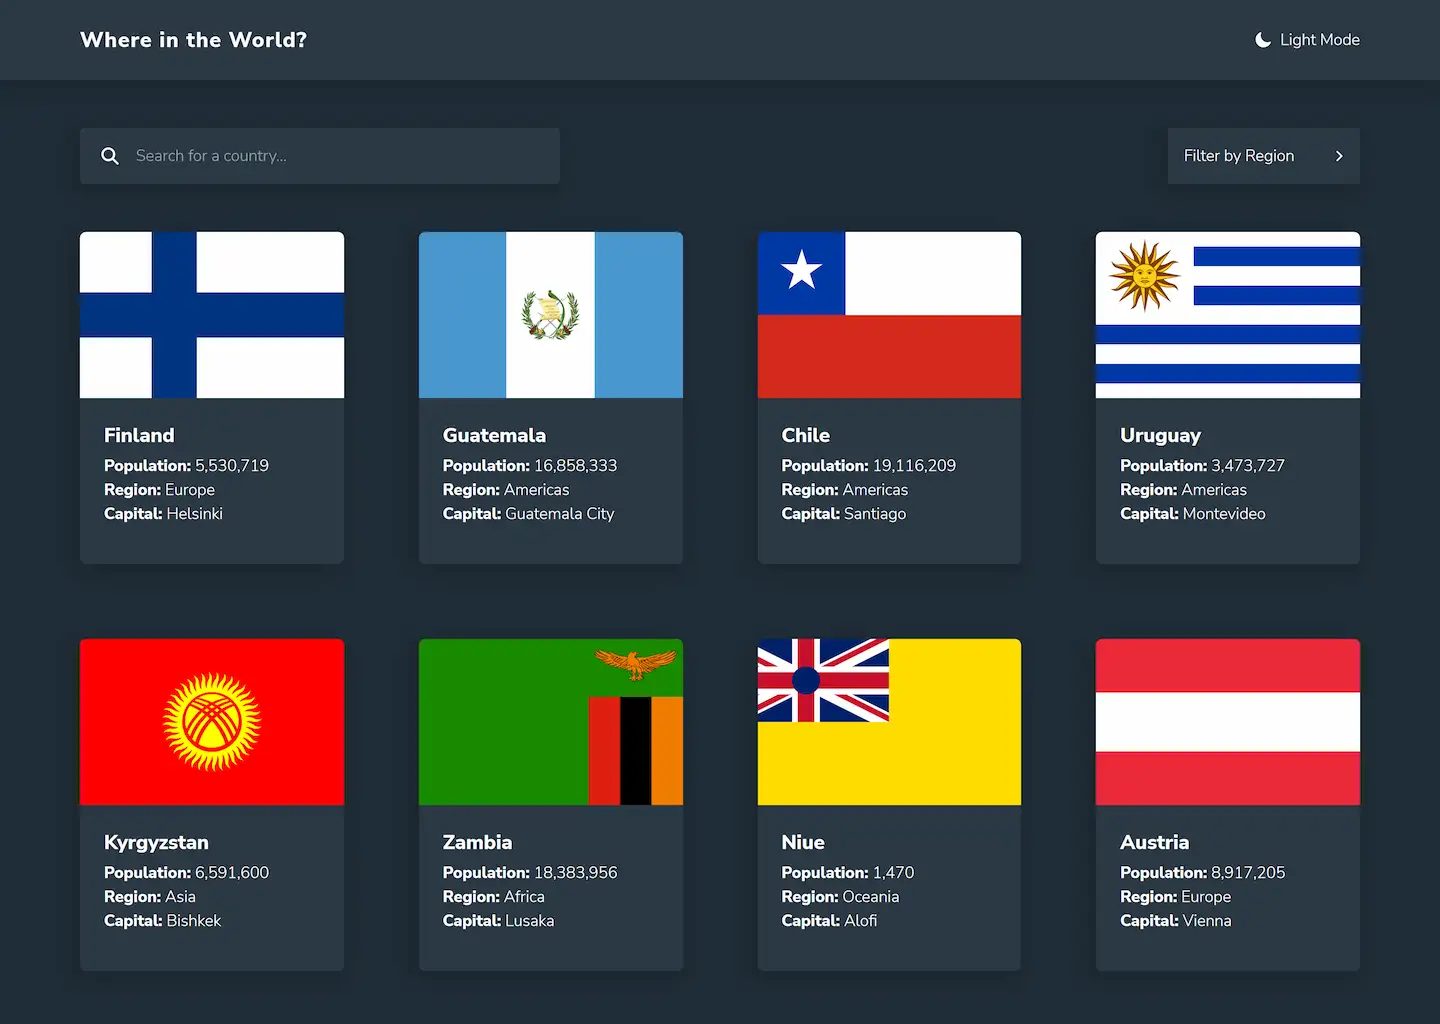 Where in the World?
Light Mode
Search for a country...
Filter by Region
Finland
Population: 5,530,719
Region: Europe
Capital: Helsinki
Guatemala
Population: 16,858,333
Region: Americas
Capital: Guatemala City
Chile
Population: 19,116,209
Region: Americas
Capital: Santiago
Uruguay
Population: 3,473,727
Region: Americas
Capital: Montevideo
Kyrgyzstan
Population: 6,591,600
Region: Asia
Capital: Bishkek
Zambia
Population: 18,383,956
Region: Africa
Capital: Lusaka
Niue
Population: 1,470
Region: Oceania
Capital: Alofi
Austria
Population: 8,917,205
Region: Europe
Capital: Vienna